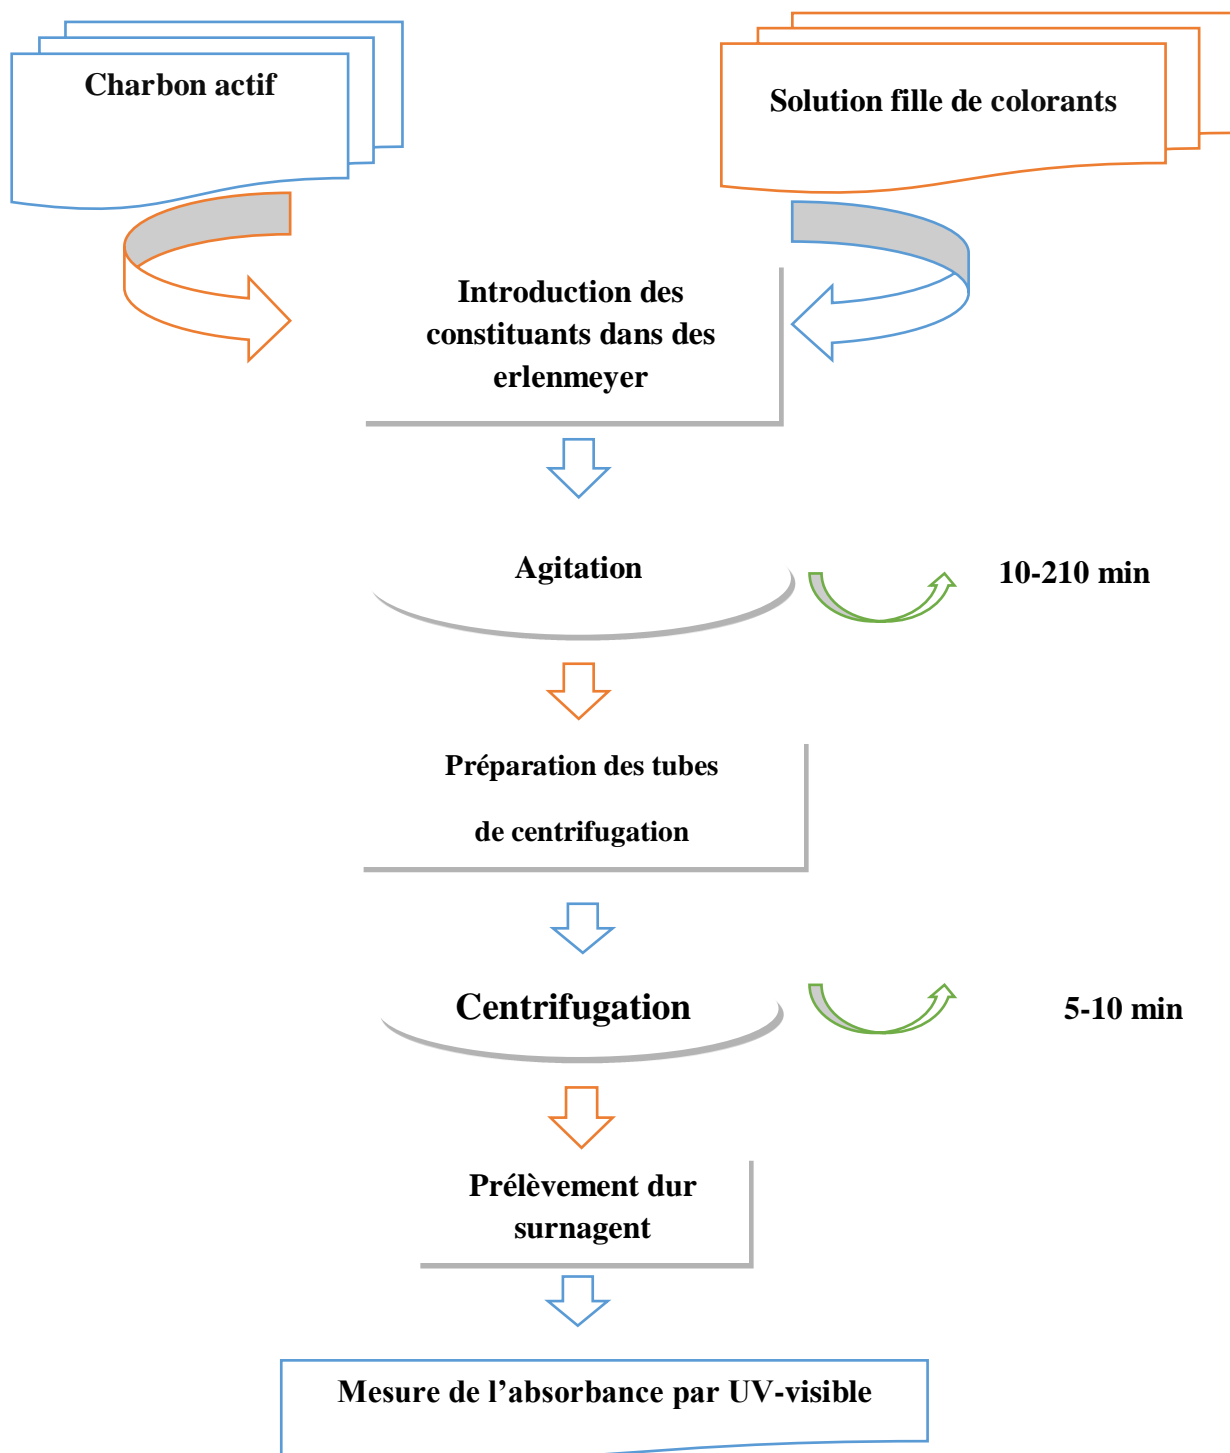 Charbon actif
Solution fille de colorants
Introduction des
constituants dans des
erlenmeyer
Agitation
10-210 min
Préparation des tubes
de centrifugation
Centrifugation
5-10 min
Prélèvement dur
surnagent
Mesure de l’absorbance par UV-visible